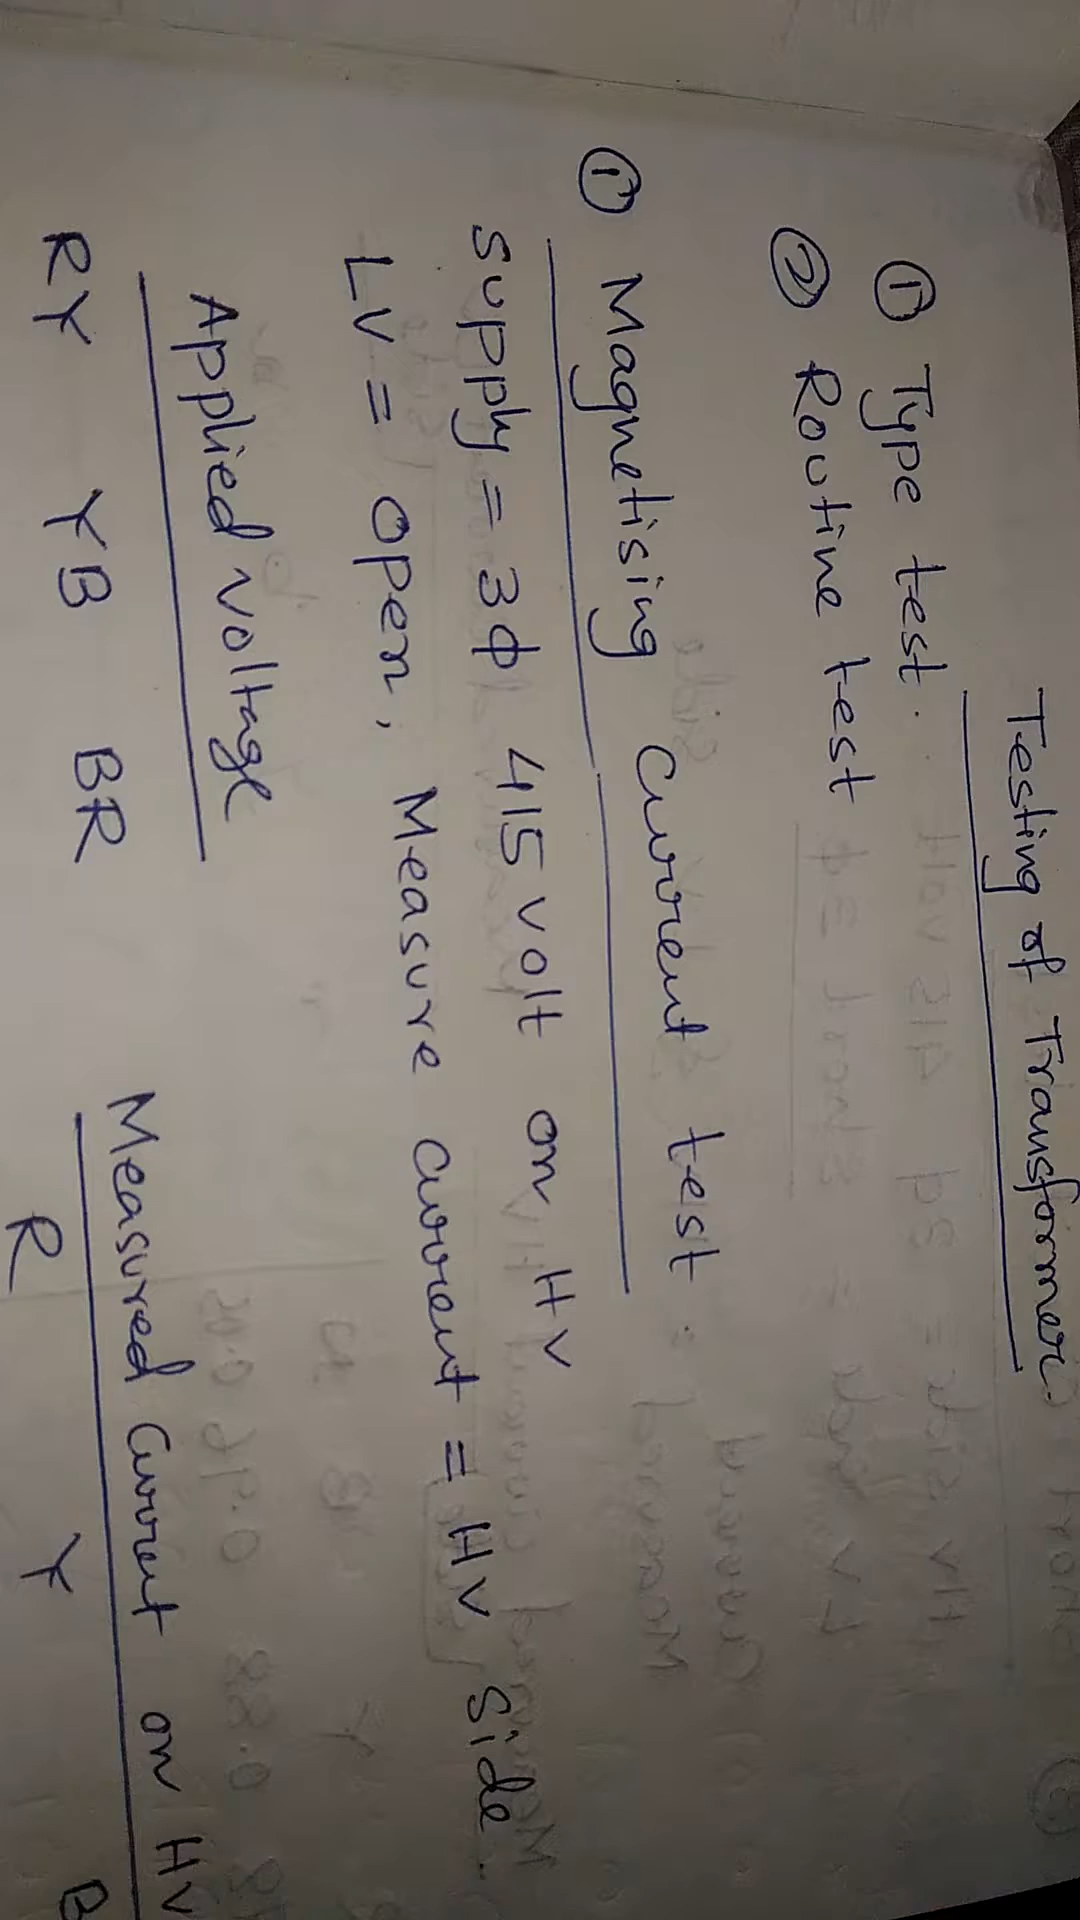 Testing of Transformer.
① Type test.
② Routine test
① Magnetising Current test :
Supply = 3ϕ 415 volt on HV
LV = open, Measure current = HV side.
Applied voltage
Measured Current on HV
RY YB BR
R Y B